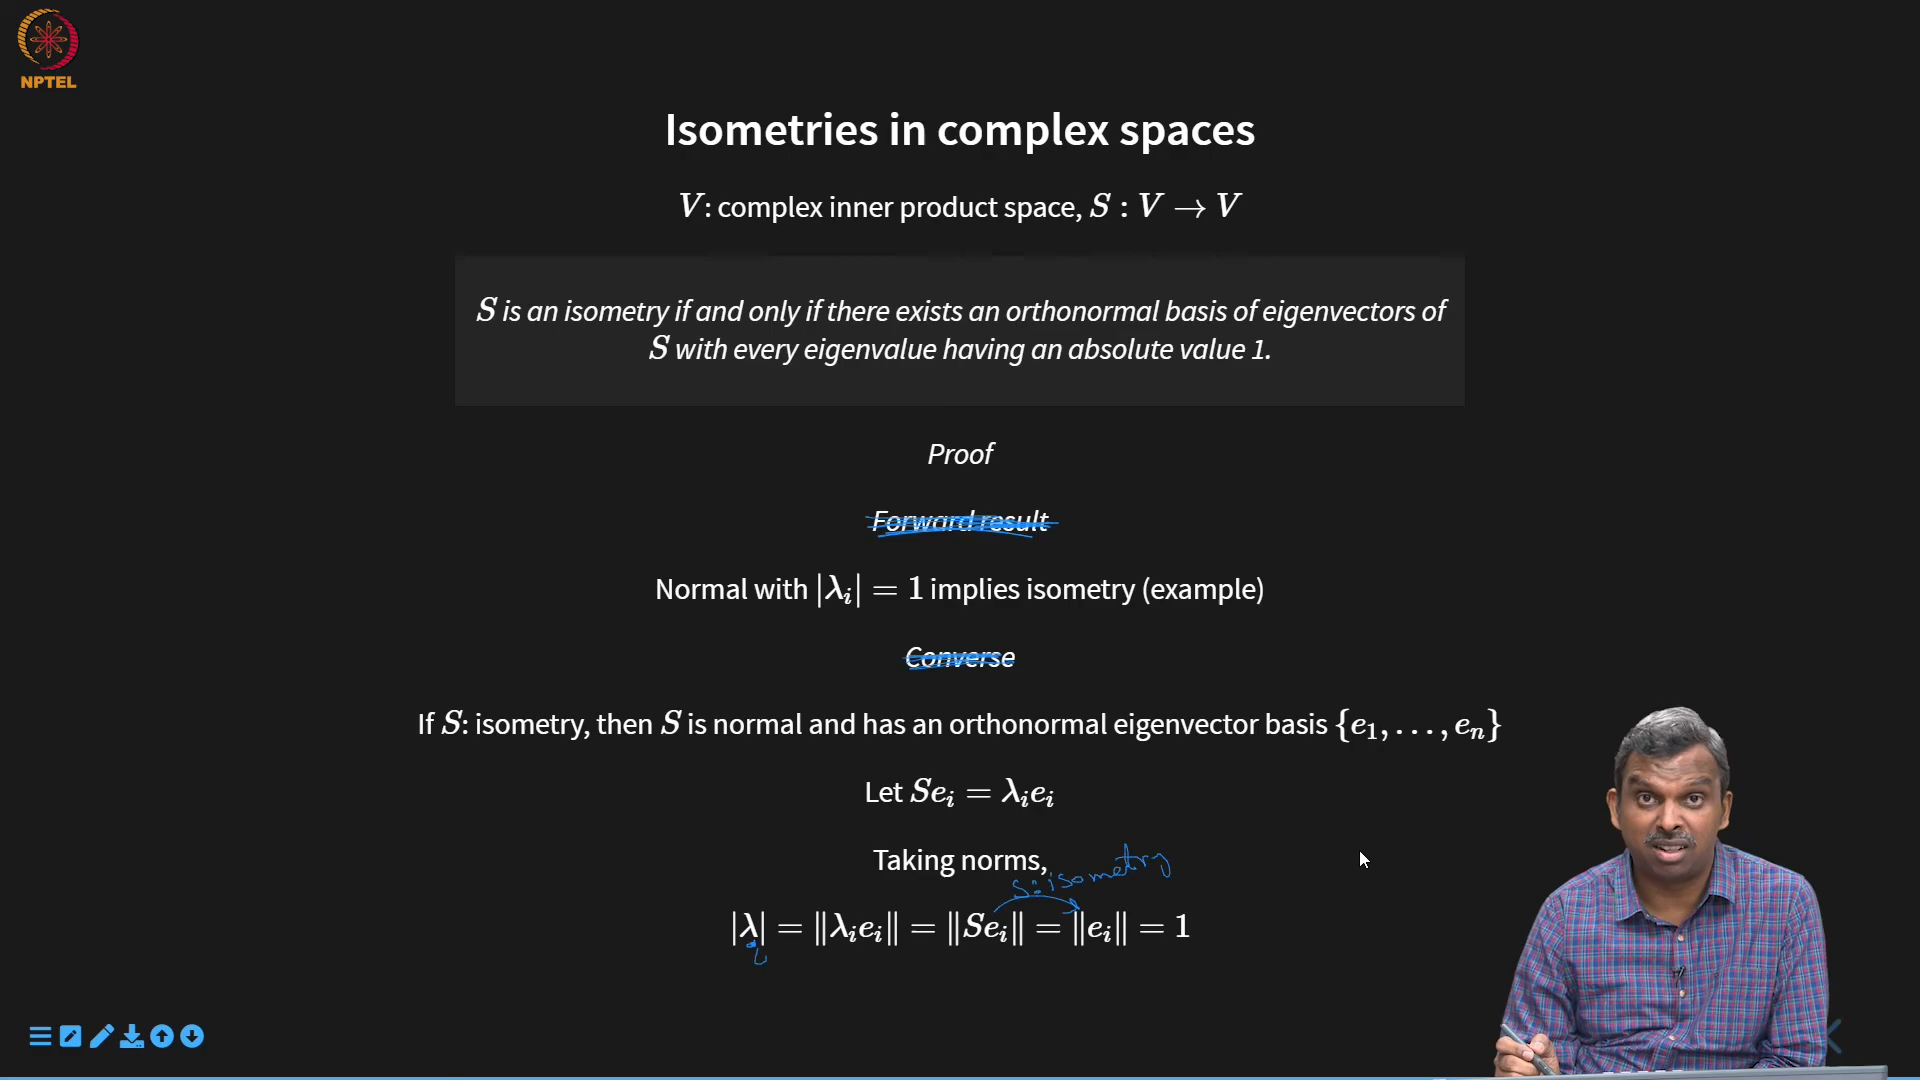 NPTEL
Isometries in complex spaces
V: complex inner product space, S : V → V
S is an isometry if and only if there exists an orthonormal basis of eigenvectors of
S with every eigenvalue having an absolute value 1.
Proof
Forward result
Normal with |λᵢ| = 1 implies isometry (example)
Converse
If S: isometry, then S is normal and has an orthonormal eigenvector basis {e₁, . . . , eₙ}
Let Seᵢ = λᵢeᵢ
Taking norms,
S: isometry
|λ| = ‖λᵢeᵢ‖ = ‖Seᵢ‖ = ‖eᵢ‖ = 1
i